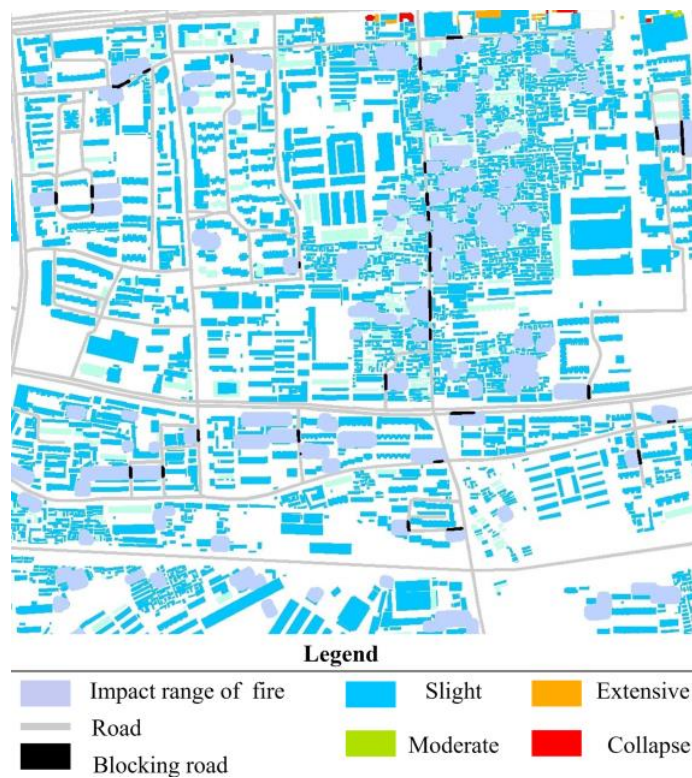 Legend
Impact range of fire
Slight
Extensive
Road
Moderate
Collapse
Blocking road